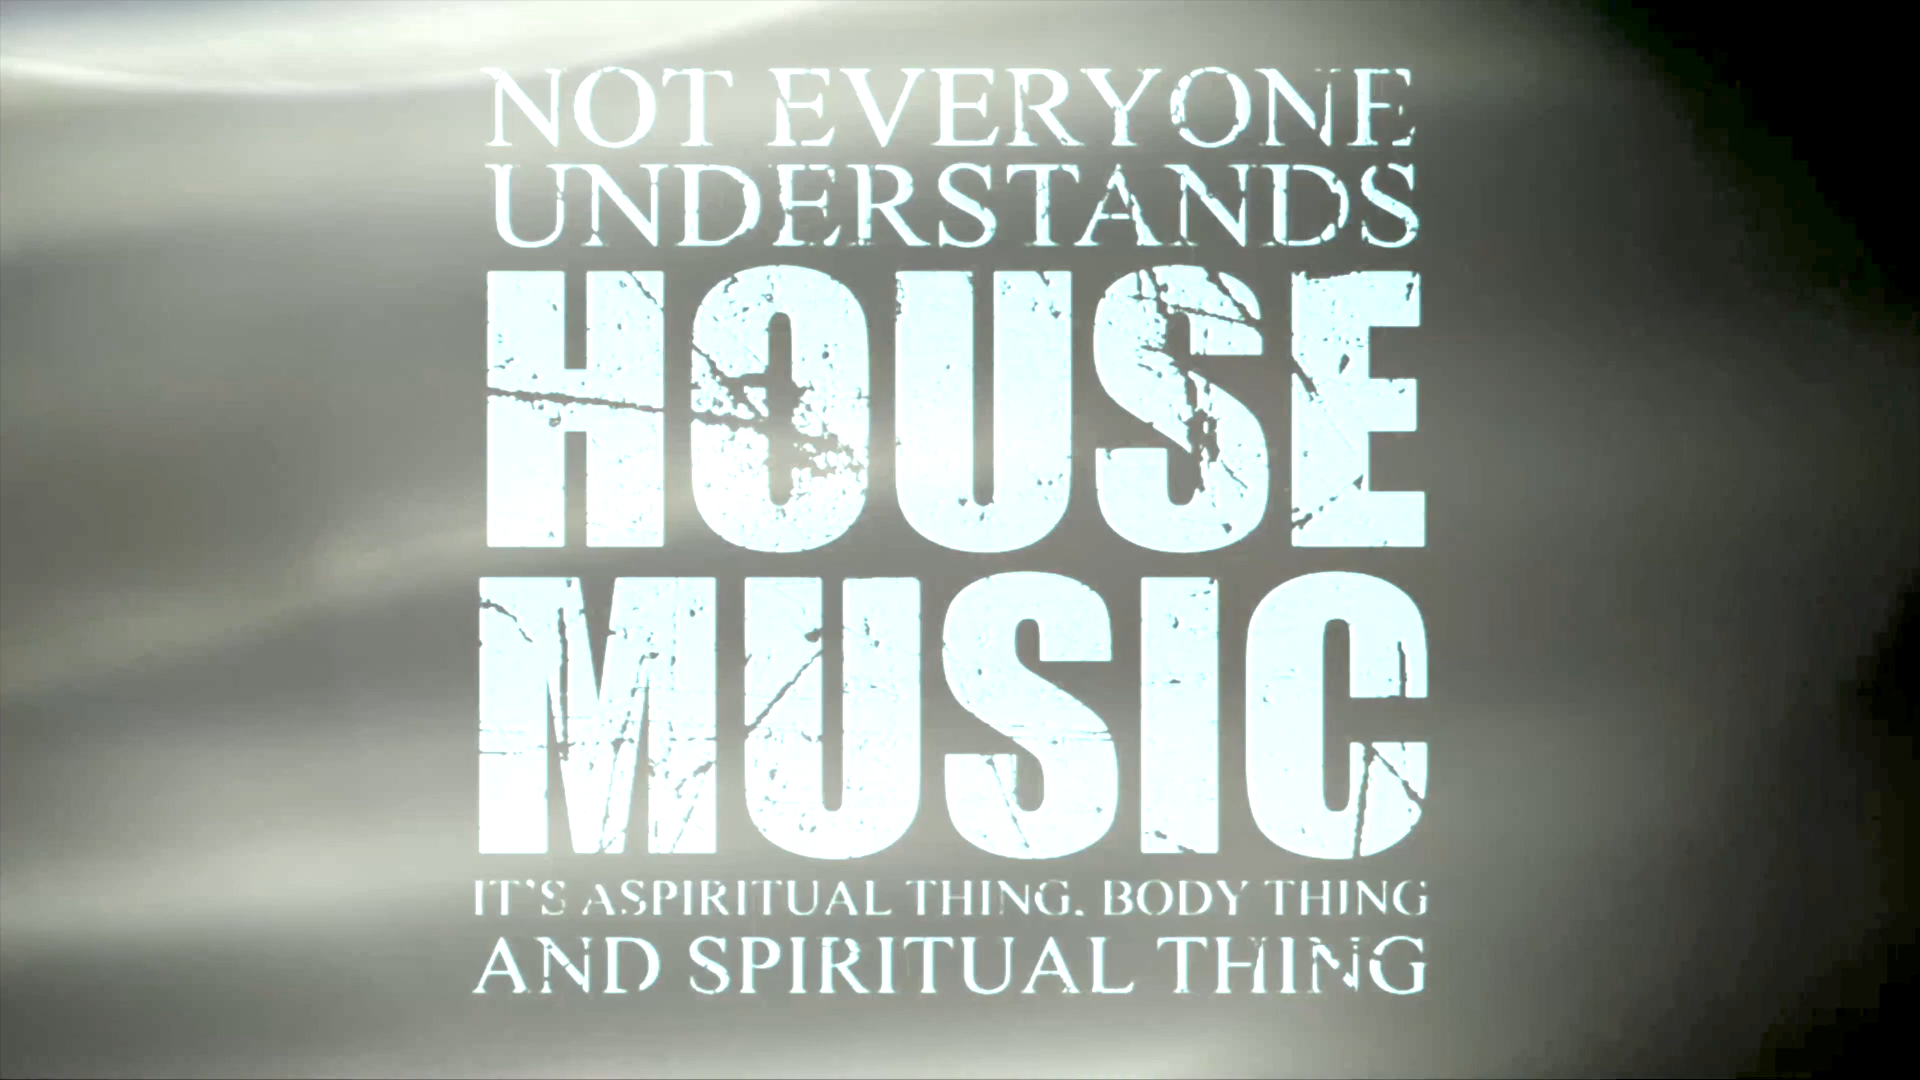 NOT EVERYONE
UNDERSTANDS
HOUSE
MUSIC
IT'S ASPIRITUAL THING. BODY THING
AND SPIRITUAL THING